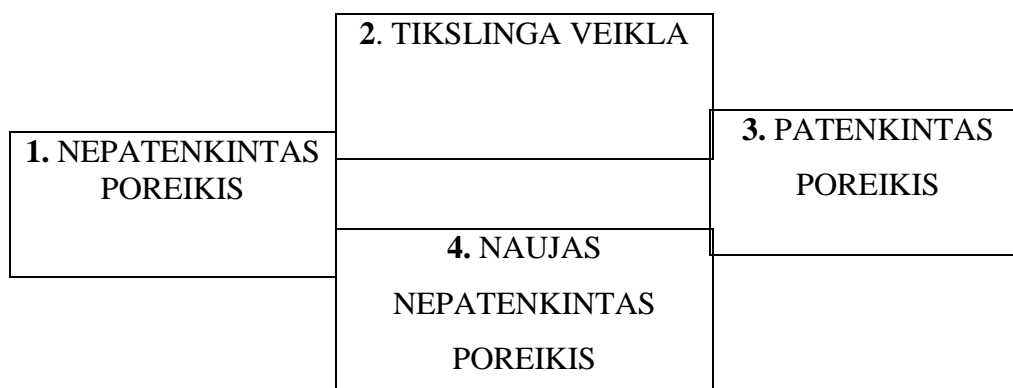 2. TIKSLINGA VEIKLA
1. NEPATENKINTAS
POREIKIS
3. PATENKINTAS
POREIKIS
4. NAUJAS
NEPATENKINTAS
POREIKIS